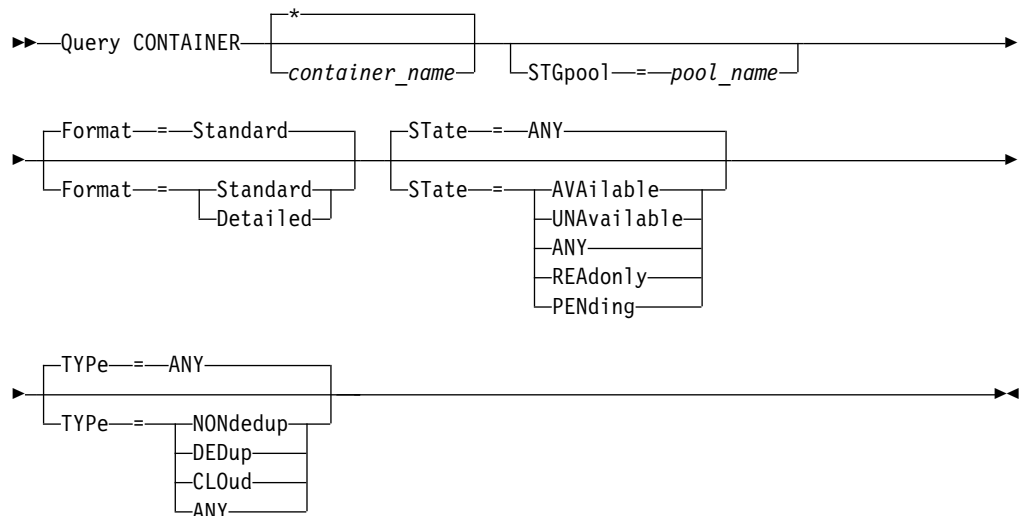 *
Query CONTAINER
container_name
STGpool = pool_name
Format = Standard
Format = Standard
Detailed
STate = ANY
STate = AVAilable
UNAvailable
ANY
REAdonly
PENding
TYPe = ANY
TYPe = NONdedup
DEDup
CLOud
ANY